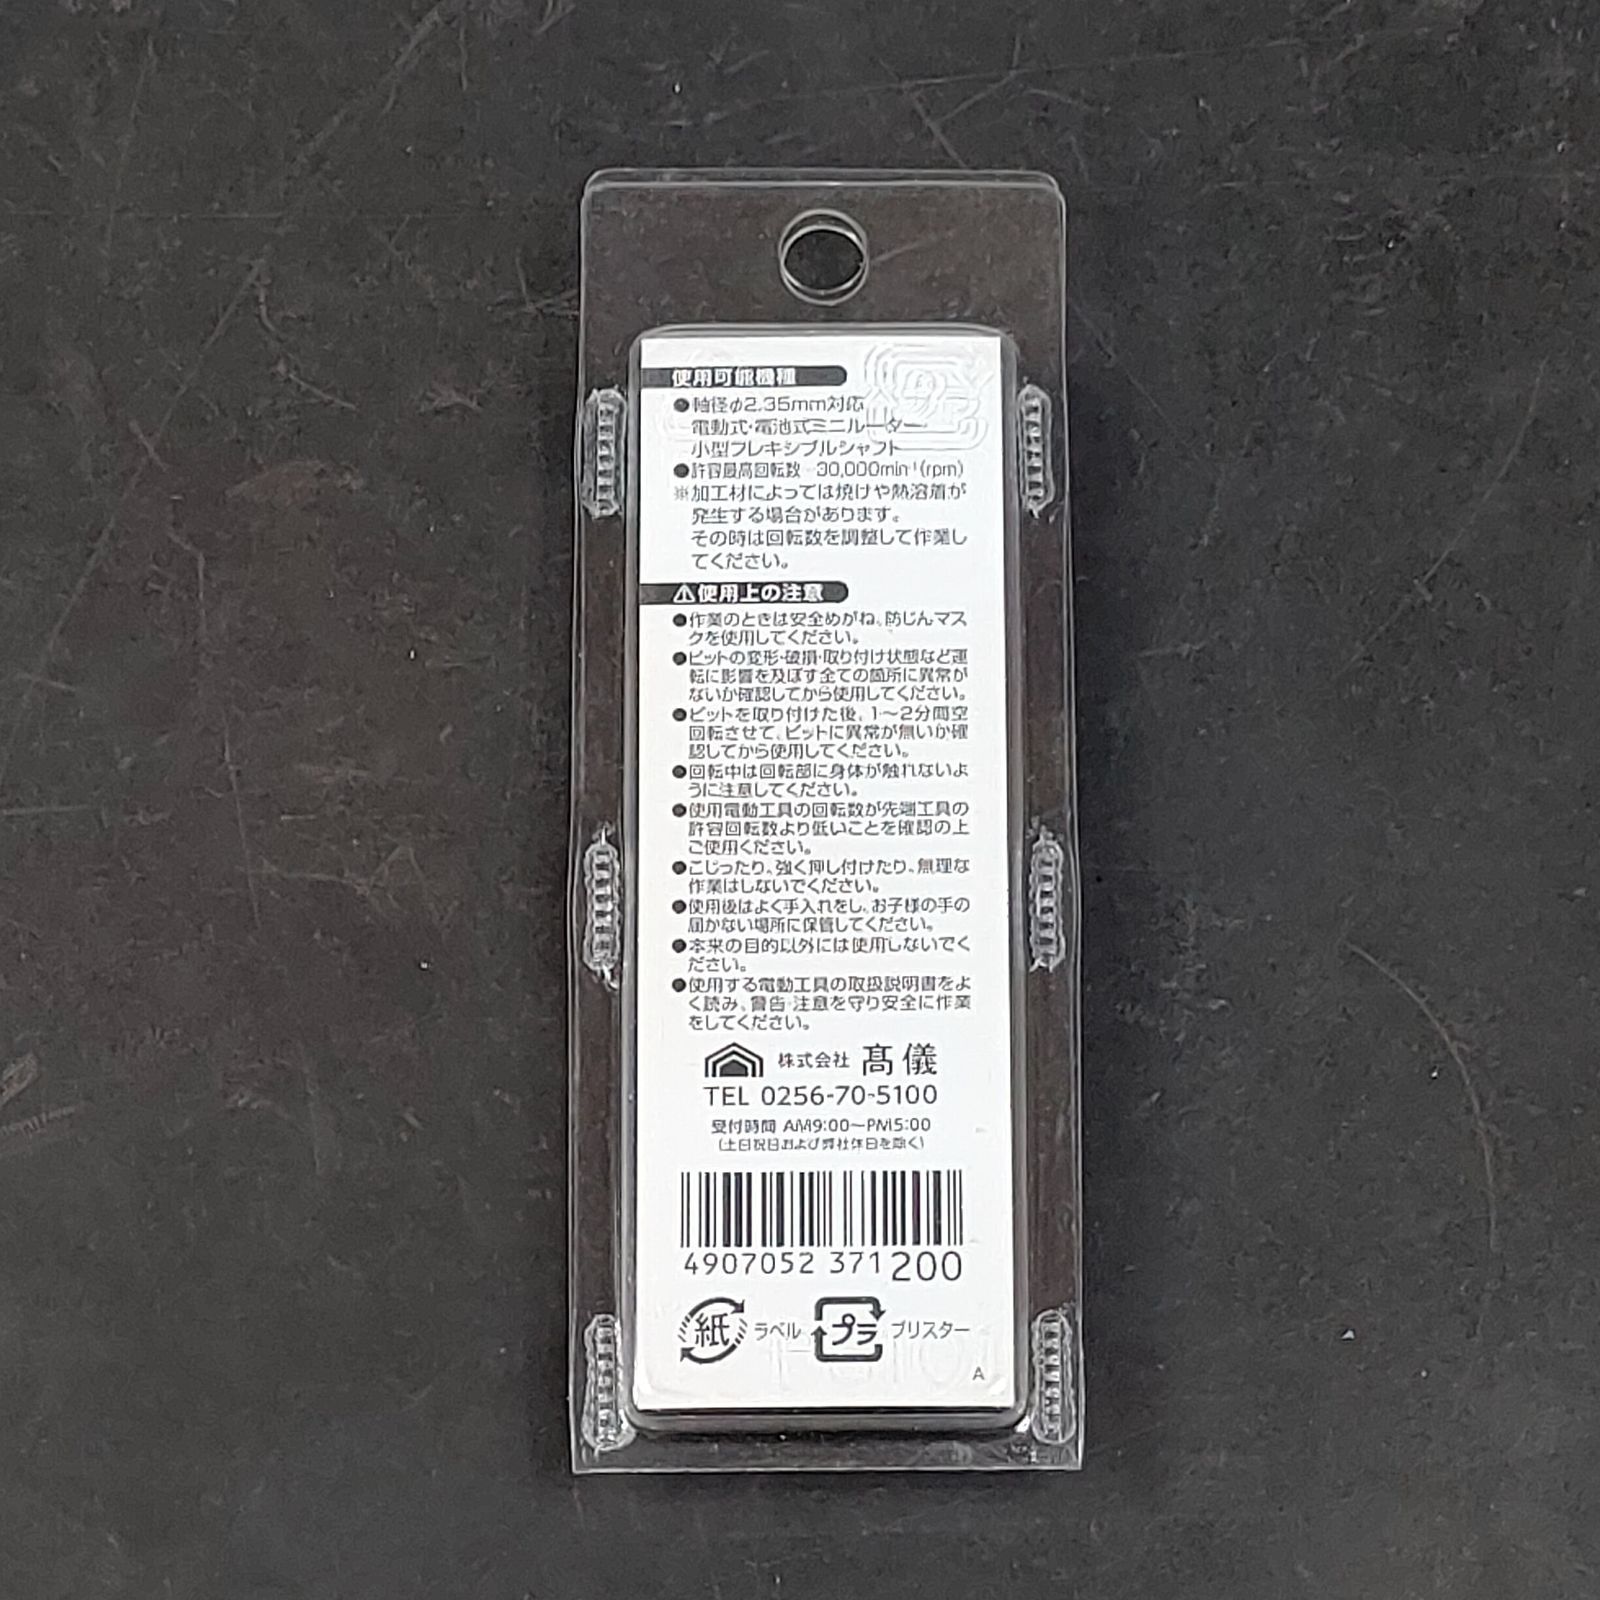 使用可能機種
●軸径φ2.35mm対応
電動式・電池式ミニルーター
小型フレキシブルシャフト
●許容最高回転数…30,000min⁻¹(rpm)
※加工材によっては焼けや熱溶着が
発生する場合があります。
その時は回転数を調整して作業し
てください。
⚠使用上の注意
●作業のときは安全めがね、防じんマス
クを使用してください。
●ビットの変形・破損・取り付け状態など運
転に影響を及ぼす全ての箇所に異常が
ないか確認してから使用してください。
●ビットを取り付けた後、1〜2分間空
回転させて、ビットに異常が無いか確
認してから使用してください。
●回転中は回転部に身体が触れないよ
うに注意してください。
●使用電動工具の回転数が先端工具の
許容回転数より低いことを確認の上
ご使用ください。
●こじったり、強く押し付けたり、無理な
作業はしないでください。
●使用後はよく手入れをし、お子様の手の
届かない場所に保管してください。
●本来の目的以外には使用しないでく
ださい。
●使用する電動工具の取扱説明書をよ
く読み、警告・注意を守り安全に作業
をしてください。
株式会社 髙儀
TEL 0256-70-5100
受付時間 AM9:00〜PM5:00
(土日祝日および弊社休日を除く)
4907052 371200
紙 ラベル プラ ブリスター
A